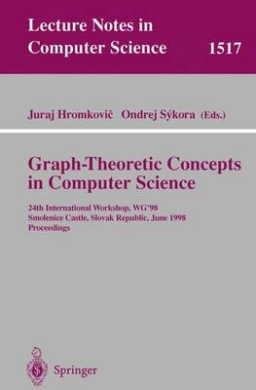 Lecture Notes in
Computer Science 1517
Juraj Hromkovič Ondrej Sýkora (Eds.)
Graph-Theoretic Concepts
in Computer Science
24th International Workshop, WG'98
Smolenice Castle, Slovak Republic, June 1998
Proceedings
Springer